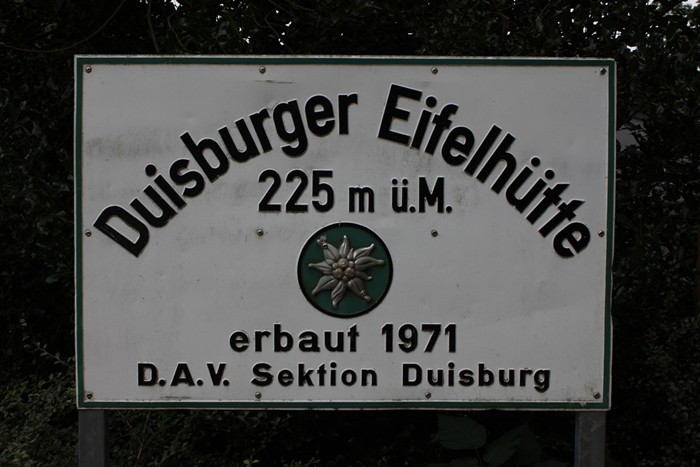 Duisburger Eifelhütte
225 m ü.M.
erbaut 1971
D.A.V. Sektion Duisburg